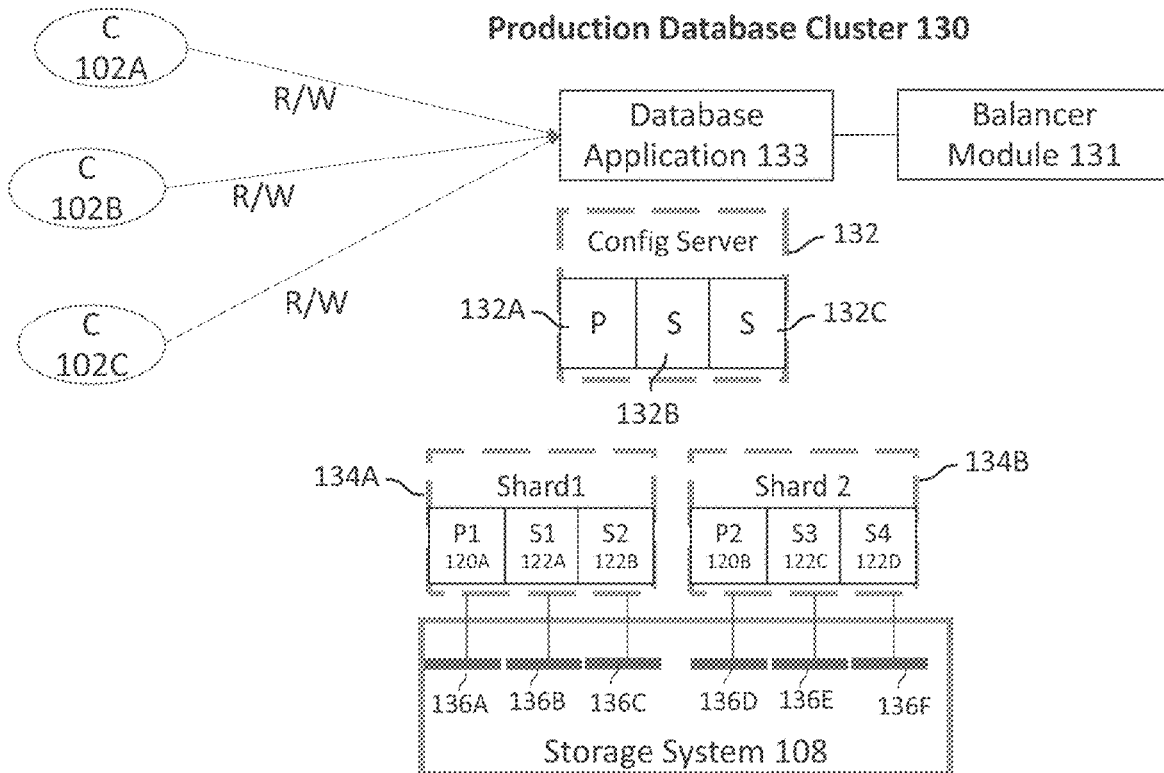 Production Database Cluster 130
C
102A
R/W
Database
Application 133
Balancer
Module 131
C
102B
R/W
Config Server
132
R/W
132A
P
S
S
132C
C
102C
132B
134A
Shard1
Shard 2
134B
P1
120A
S1
122A
S2
122B
P2
120B
S3
122C
S4
122D
136A
136B
136C
136D
136E
136F
Storage System 108